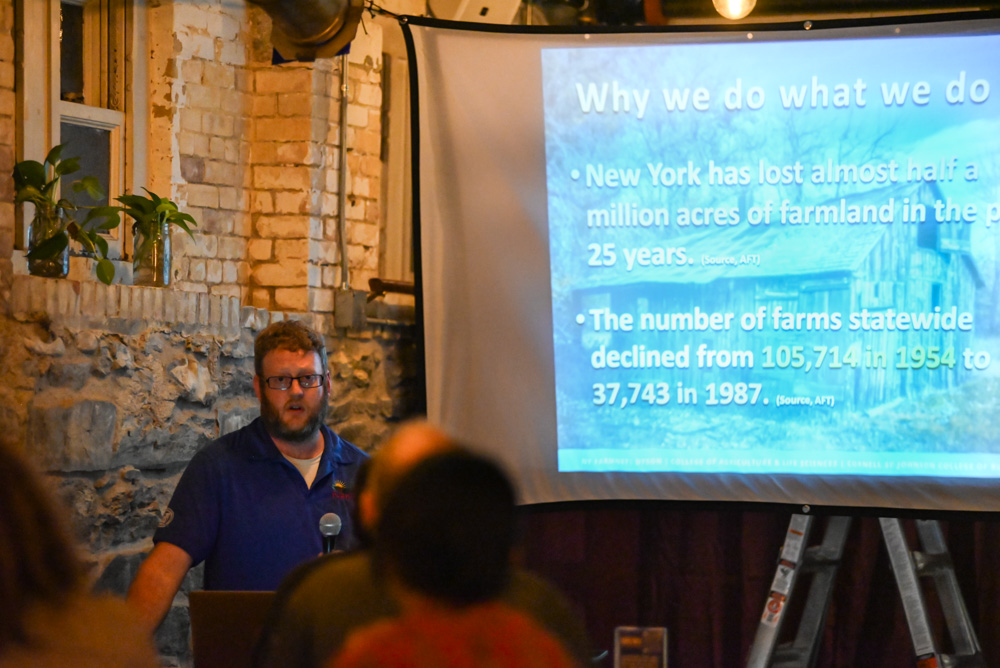 Why we do what we do
• New York has lost almost half a
million acres of farmland in the p
25 years. (Source, AFT)
• The number of farms statewide
declined from 105,714 in 1954 to
37,743 in 1987. (Source, AFT)